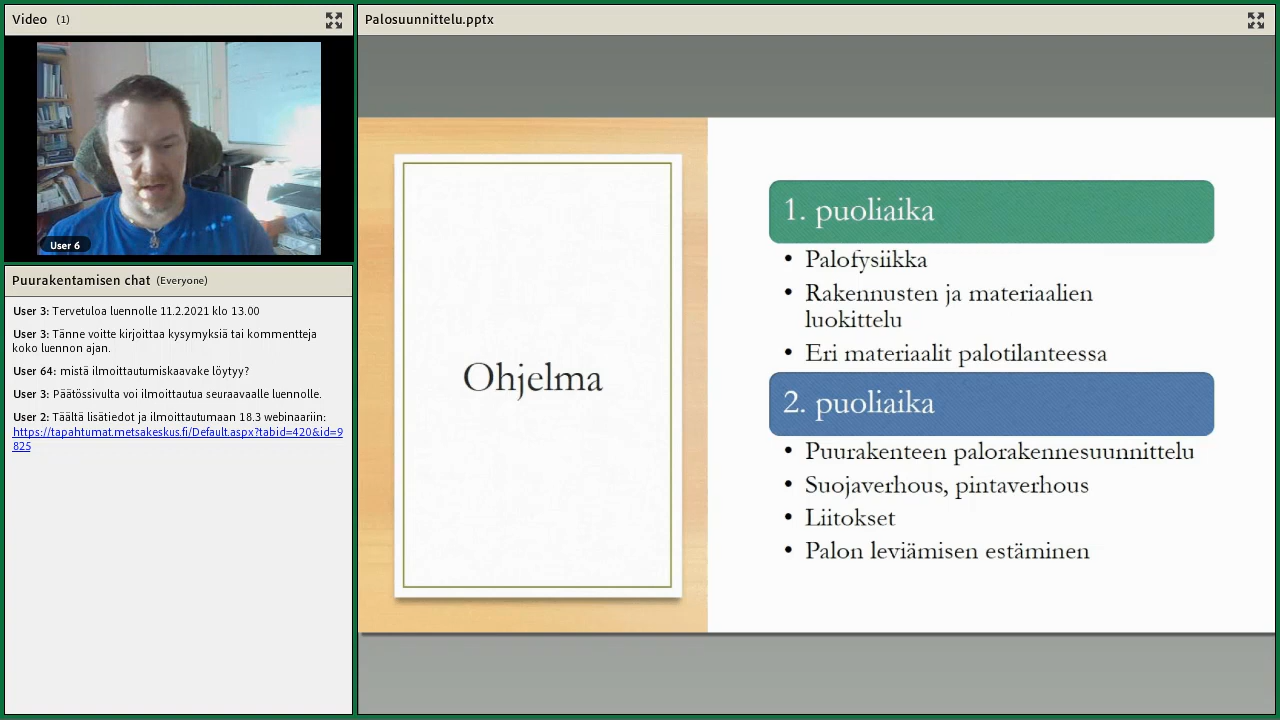 Video (1)
User 6
Puurakentamisen chat (Everyone)
User 3: Tervetuloa luennolle 11.2.2021 klo 13.00
User 3: Tänne voitte kirjoittaa kysymyksiä tai kommentteja
koko luennon ajan.
User 64: mistä ilmoittautumiskaavake löytyy?
User 3: Päätössivulta voi ilmoittautua seuraavaalle luennolle.
User 2: Täältä lisätiedot ja ilmoittautumaan 18.3 webinaariin:
https://tapahtumat.metsakeskus.fi/Default.aspx?tabid=420&id=9
825
Palosuunnittelu.pptx
Ohjelma
1. puoliaika
• Palofysiikka
• Rakennusten ja materiaalien
luokittelu
• Eri materiaalit palotilanteessa
2. puoliaika
• Puurakenteen palorakennesuunnittelu
• Suojaverhous, pintaverhous
• Liitokset
• Palon leviämisen estäminen